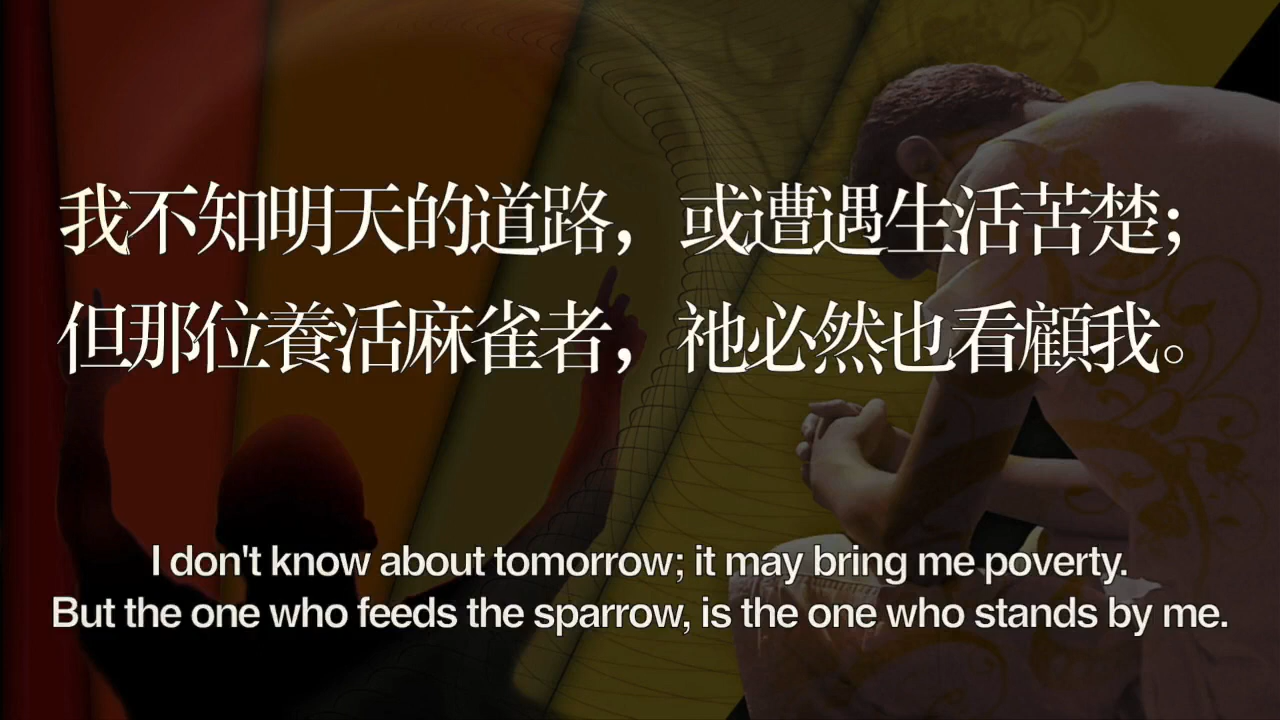 我不知明天的道路，或遭遇生活苦楚；
但那位養活麻雀者，祂必然也看顧我。
I don't know about tomorrow; it may bring me poverty.
But the one who feeds the sparrow, is the one who stands by me.